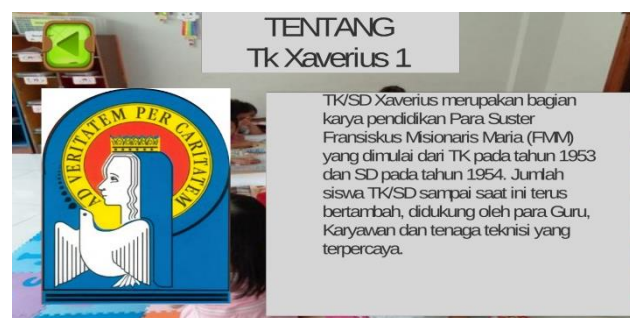 TENTANG
Tk Xaverius 1
AD VERITATEM PER CARITATEM
TK/SD Xaverius merupakan bagian
karya pendidikan Para Suster
Fransiskus Misionaris Maria (FMM)
yang dimulai dari TK pada tahun 1953
dan SD pada tahun 1954. Jumlah
siswa TK/SD sampai saat ini terus
bertambah, didukung oleh para Guru,
Karyawan dan tenaga teknisi yang
terpercaya.